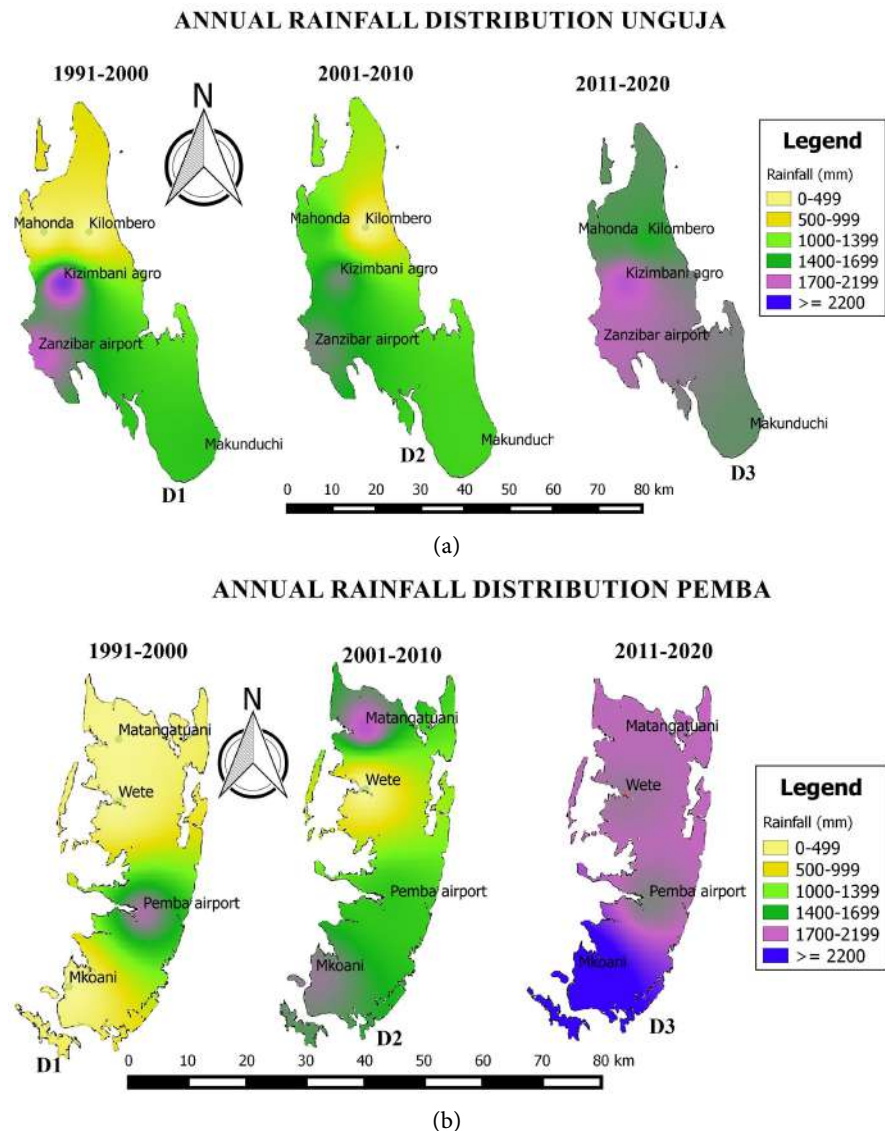 ANNUAL RAINFALL DISTRIBUTION UNGUJA
1991-2000
2001-2010
2011-2020
N
Legend
Rainfall (mm)
0-499
500-999
1000-1399
1400-1699
1700-2199
>= 2200
Mahonda
Kilombero
Kizimbani agro
Zanzibar airport
Makunduchi
D1
Kilombero
Mahonda
Kizimbani agro
Zanzibar airport
Makunduch
D2
Mahonda
Kilombero
Kizimbani agro
Zanzibar airport
Makunduchi
D3
0 10 20 30 40 50 60 70 80 km
(a)
ANNUAL RAINFALL DISTRIBUTION PEMBA
1991-2000
2001-2010
2011-2020
N
Matangatuani
Wete
Pemba airport
Mkoani
D1
Matangatuani
Wete
Pemba airport
Mkoani
D2
Matangatuani
Wete
Pemba airport
Mkoani
D3
Legend
Rainfall (mm)
0-499
500-999
1000-1399
1400-1699
1700-2199
>= 2200
0 10 20 30 40 50 60 70 80 km
(b)